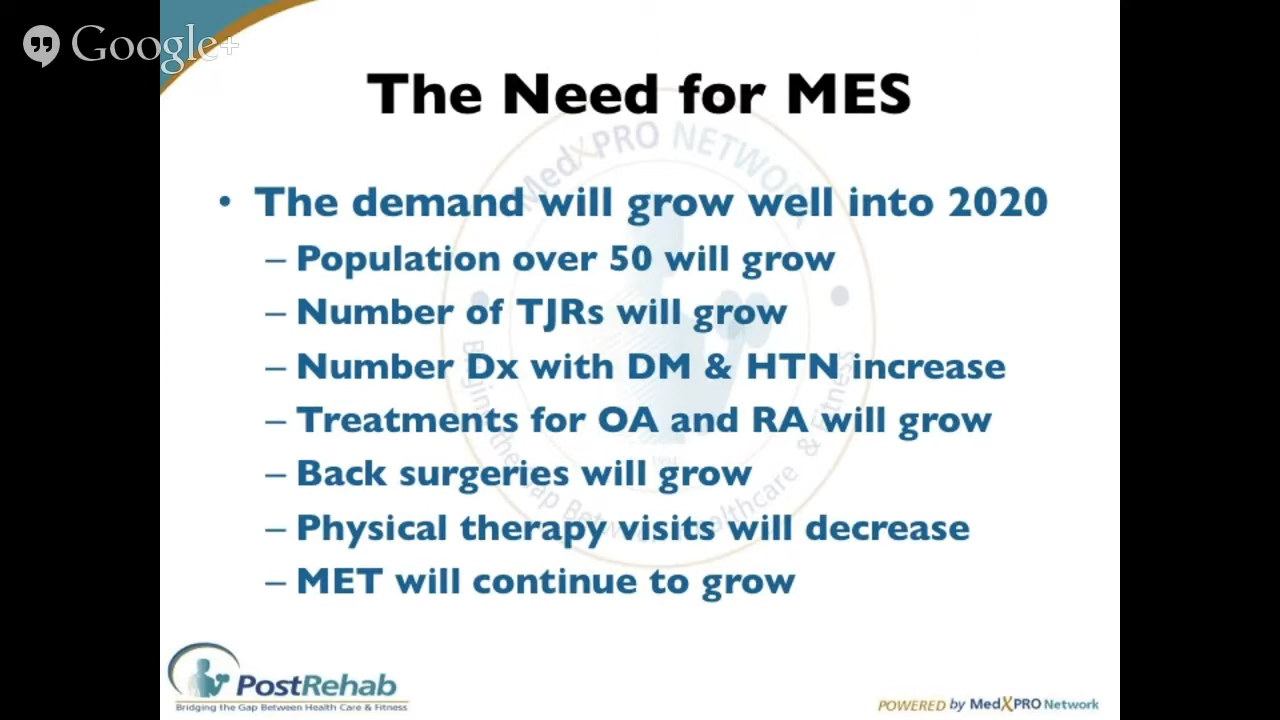 Google+
The Need for MES
MedXPRO NETWORK
• The demand will grow well into 2020
– Population over 50 will grow
– Number of TJRs will grow
– Number Dx with DM & HTN increase
– Treatments for OA and RA will grow
– Back surgeries will grow
– Physical therapy visits will decrease
– MET will continue to grow
1994
PostRehab
Bridging the Gap Between Health Care & Fitness
POWERED by MedXPRO Network